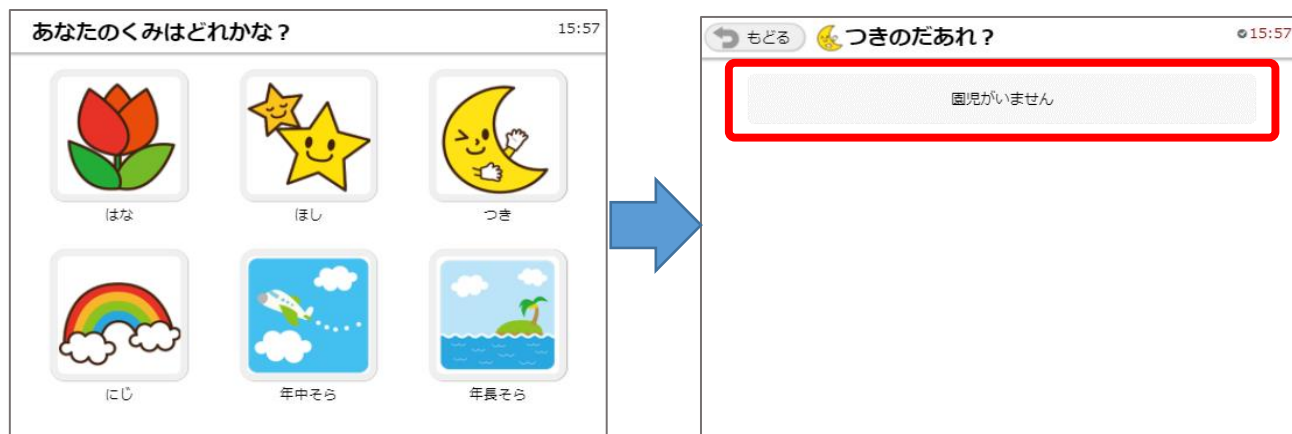 あなたのくみはどれかな？ 15:57
はな ほし つき
にじ 年中そら 年長そら
もどる つきのだあれ？ 15:57
園児がいません